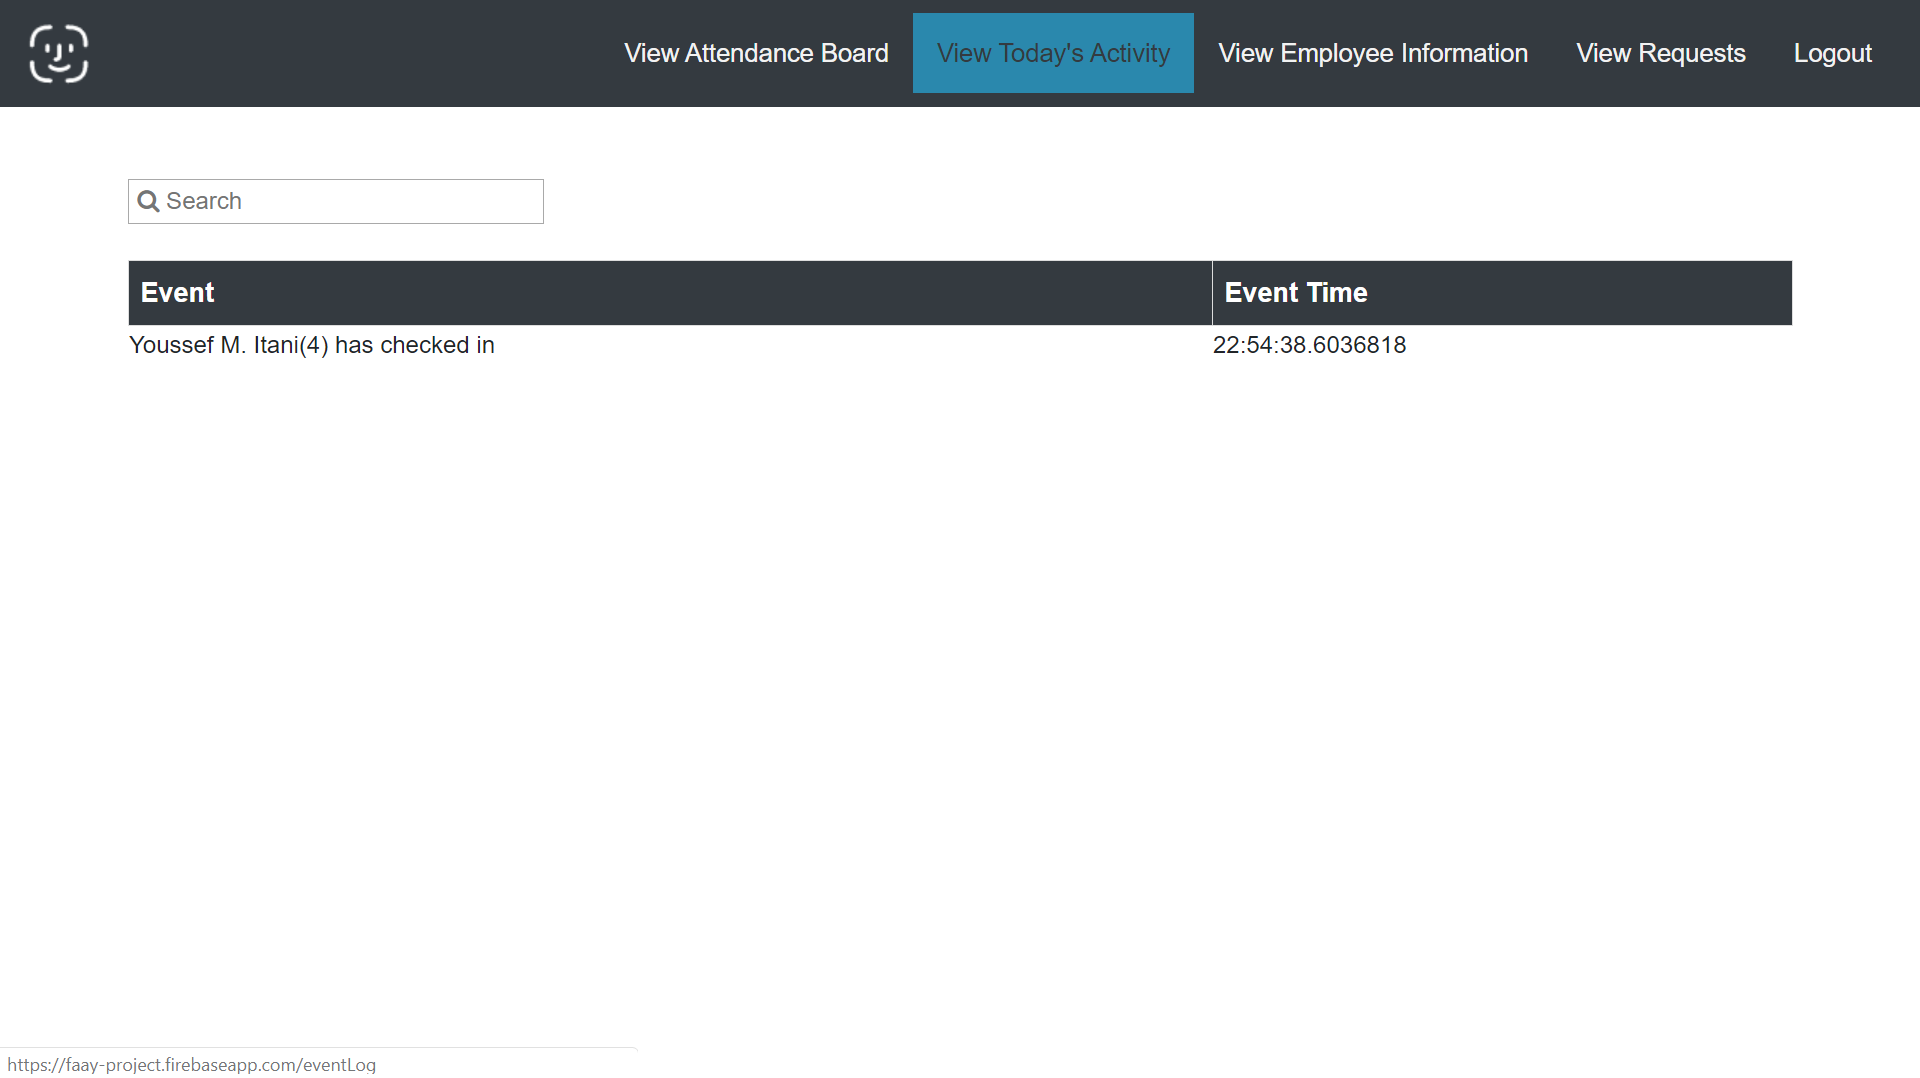 View Attendance Board View Today's Activity View Employee Information View Requests Logout
Search
Event Event Time
Youssef M. Itani(4) has checked in 22:54:38.6036818
https://faay-project.firebaseapp.com/eventLog